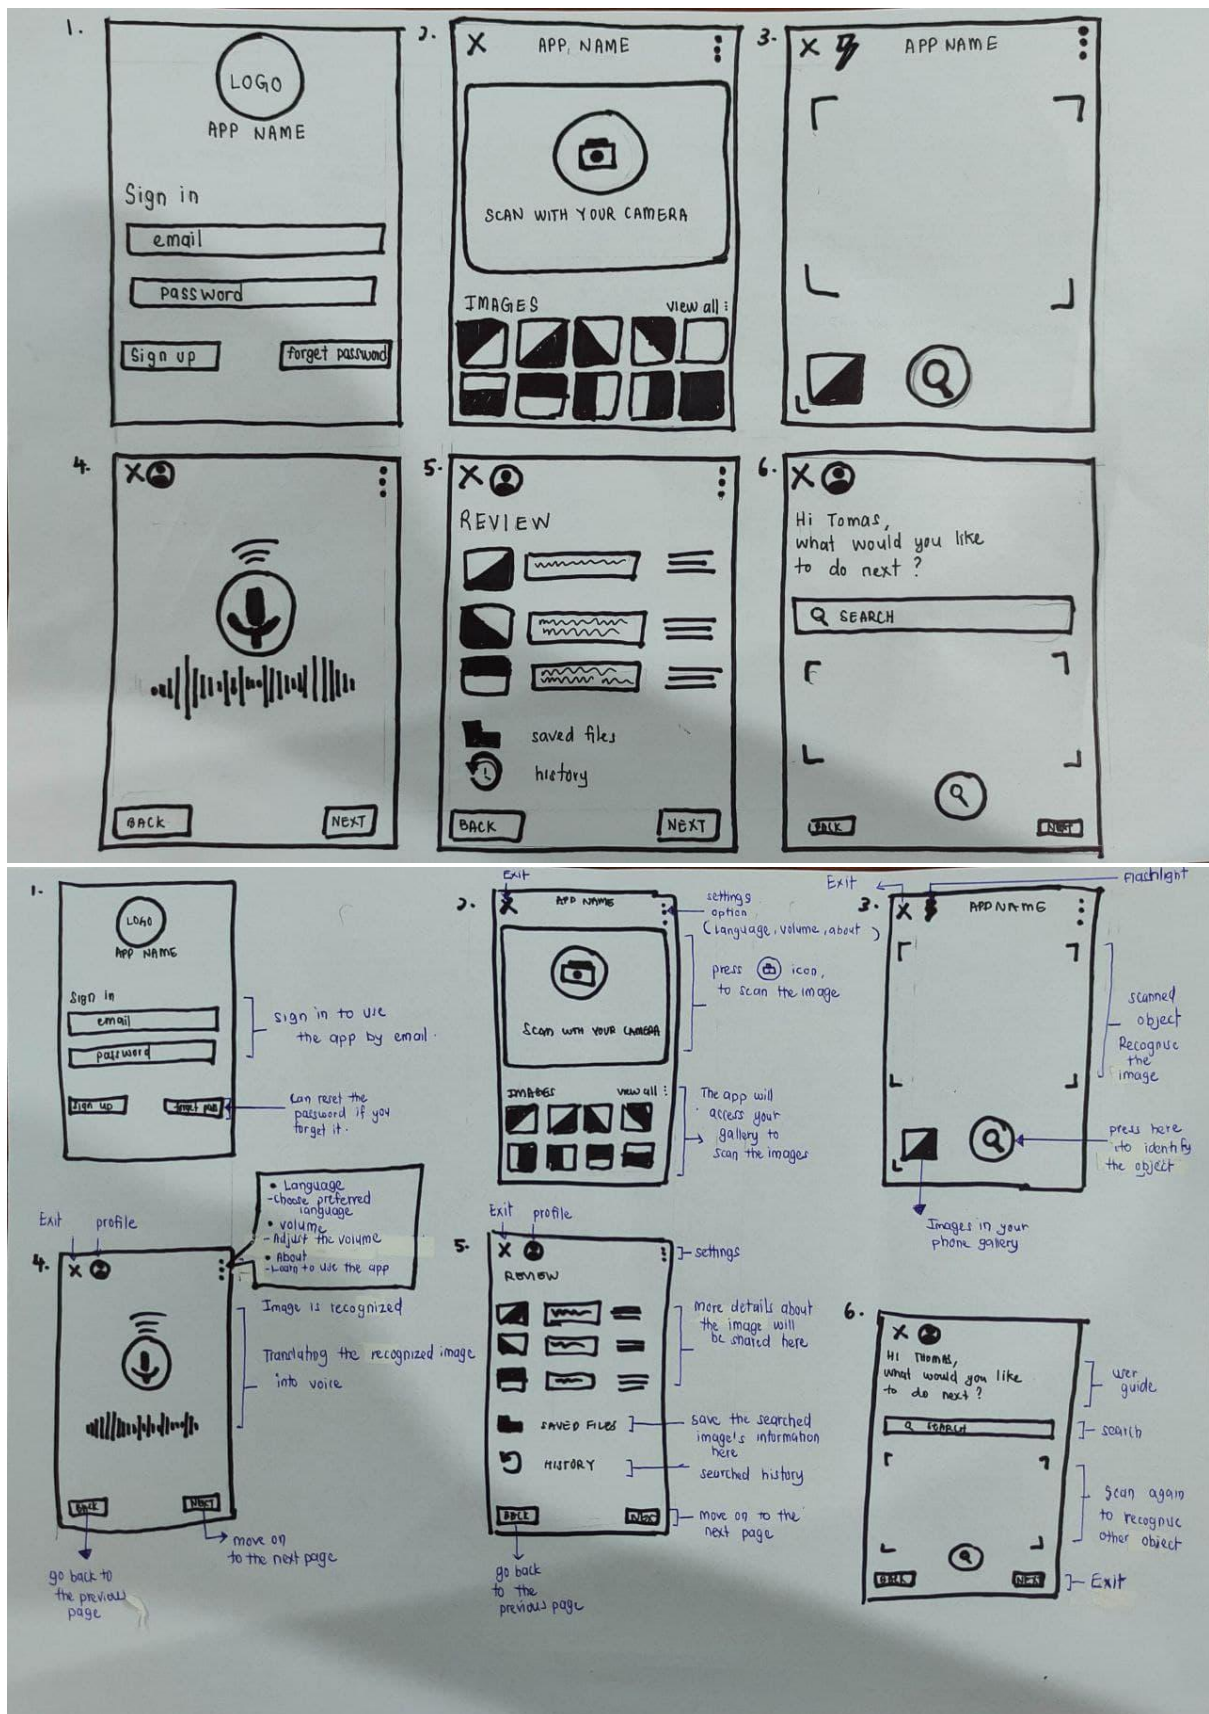 1.
LOGO
APP NAME
Sign in
email
password
Sign up
forget password
2.
X
APP NAME
SCAN WITH YOUR CAMERA
IMAGES
view all :
3.
X
APP NAME
4.
X
BACK
NEXT
5.
X
REVIEW
saved files
history
BACK
NEXT
6.
X
Hi Tomas,
what would you like
to do next ?
SEARCH
BACK
NEXT
1.
LOGO
APP NAME
Sign in
email
password
Sign up
forget pass
sign in to use
the app by email.
can reset the
password if you
forget it.
2.
Exit
X
APP NAME
settings
option
(language, volume, about )
press icon,
to scan the image
Scan with YOUR CAMERA
IMAGES
view all :
The app will
access your
gallery to
scan the images
3.
Exit
Flashlight
X
APP NAME
scanned
object
Recognise
the
image
press here
to identify
the object
Images in your
phone gallery
4.
Exit
profile
X
• Language
- Choose preferred
language
• volume
- Adjust the volume
• About
- Learn to use the app
Image is recognized
Translating the recognized image
into voice
BACK
NEXT
go back to
the previous
page
move on
to the next page
5.
Exit
profile
X
settings
REVIEW
more details about
the image will
be shared here
SAVED FILES
save the searched
image's information
here
HISTORY
searched history
BACK
NEXT
move on to the
next page
go back
to the
previous page
6.
X
Hi THOMAS,
what would you like
to do next ?
user
guide
SEARCH
search
scan again
to recognise
other object
BACK
NEXT
Exit